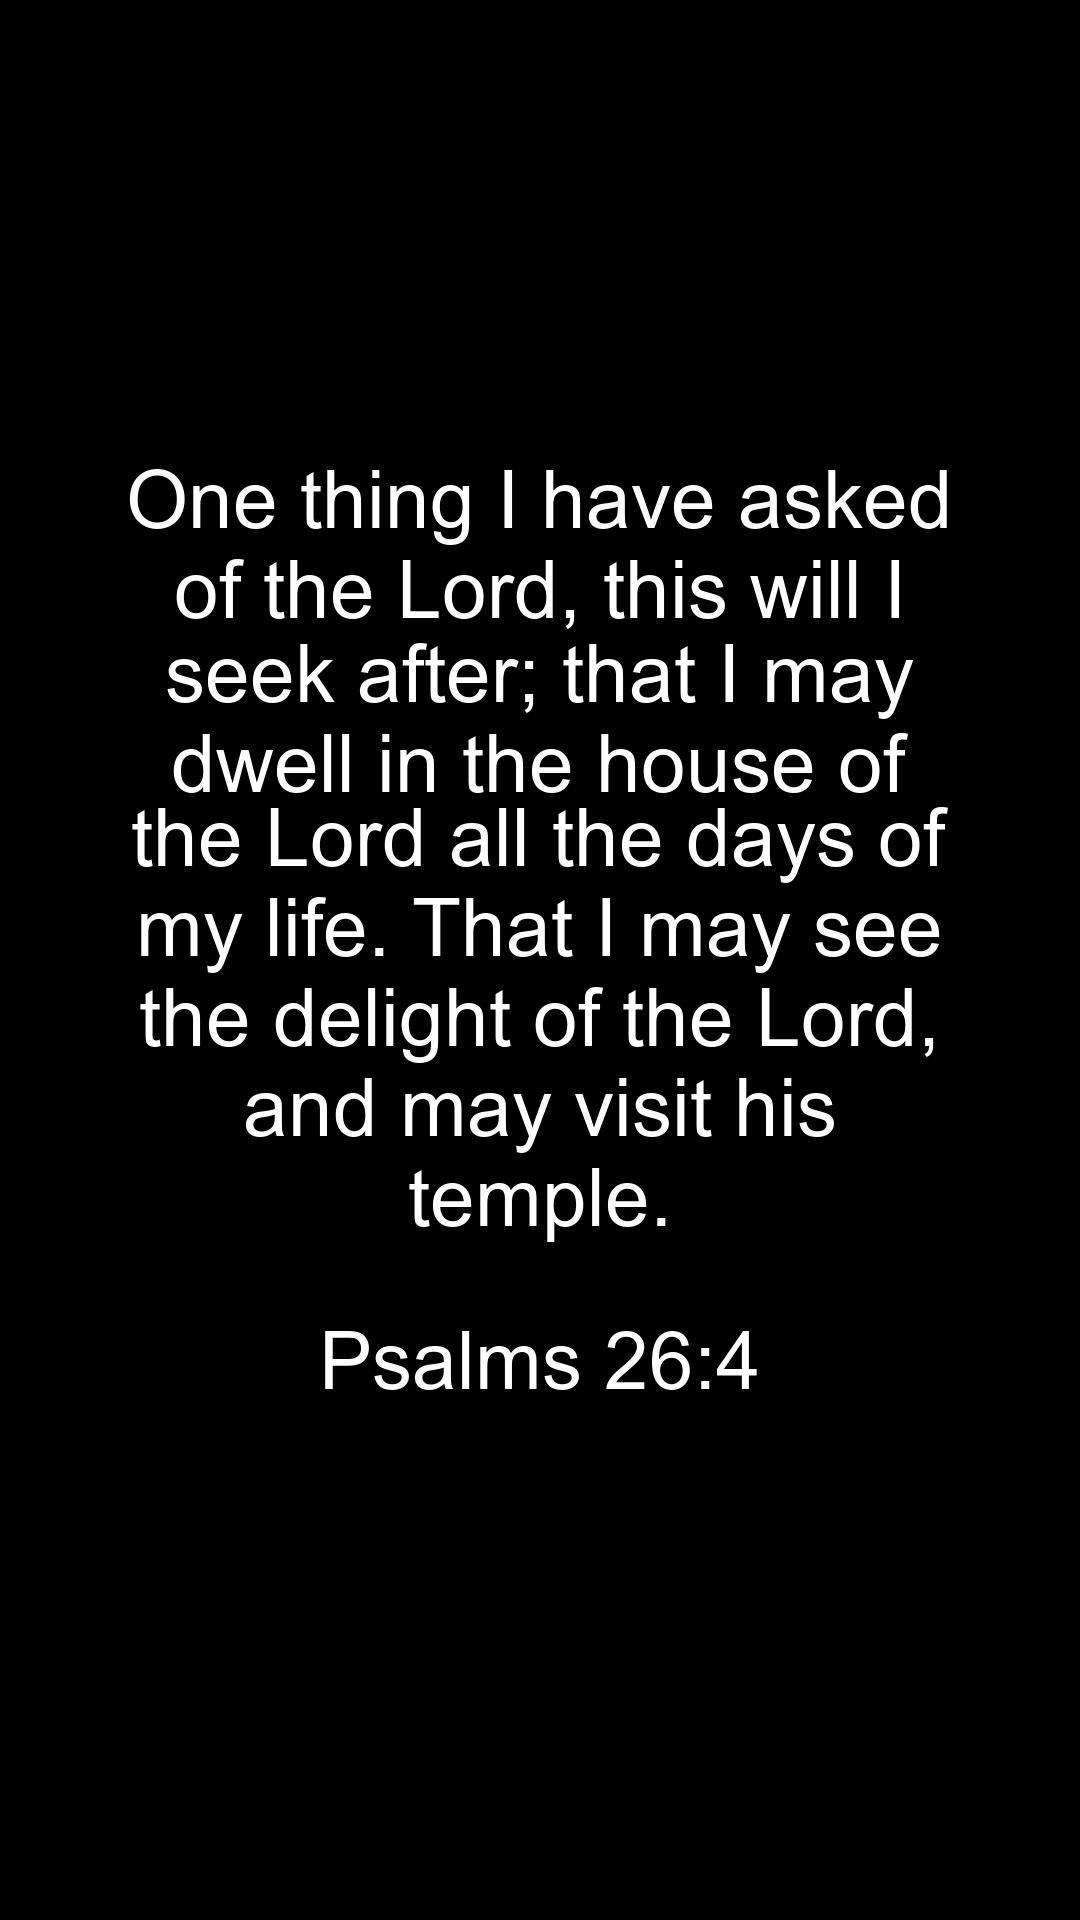 One thing I have asked
of the Lord, this will I
seek after; that I may
dwell in the house of
the Lord all the days of
my life. That I may see
the delight of the Lord,
and may visit his
temple.
Psalms 26:4